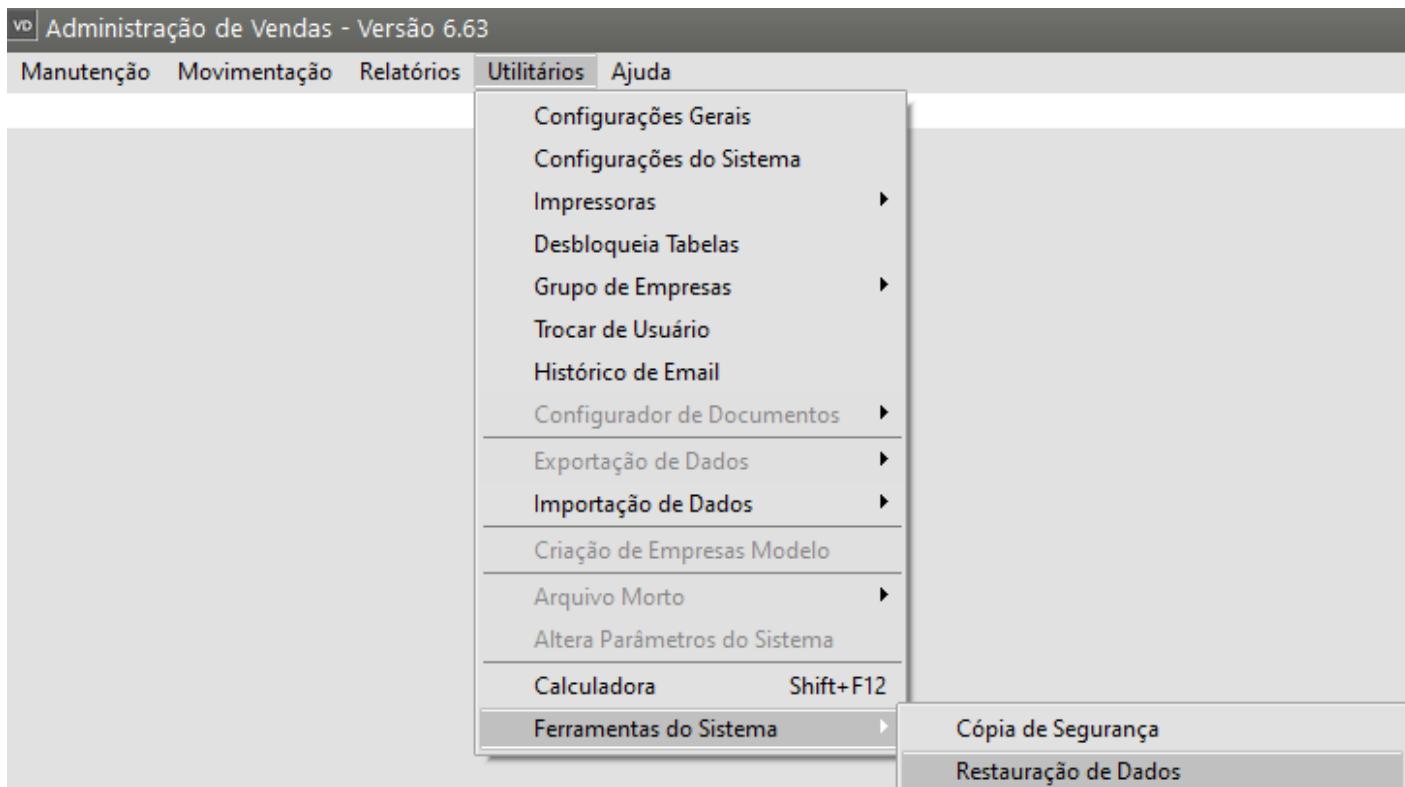 VD Administração de Vendas - Versão 6.63
Manutenção Movimentação Relatórios Utilitários Ajuda
Configurações Gerais
Configurações do Sistema
Impressoras
Desbloqueia Tabelas
Grupo de Empresas
Trocar de Usuário
Histórico de Email
Configurador de Documentos
Exportação de Dados
Importação de Dados
Criação de Empresas Modelo
Arquivo Morto
Altera Parâmetros do Sistema
Calculadora Shift+F12
Ferramentas do Sistema
Cópia de Segurança
Restauração de Dados